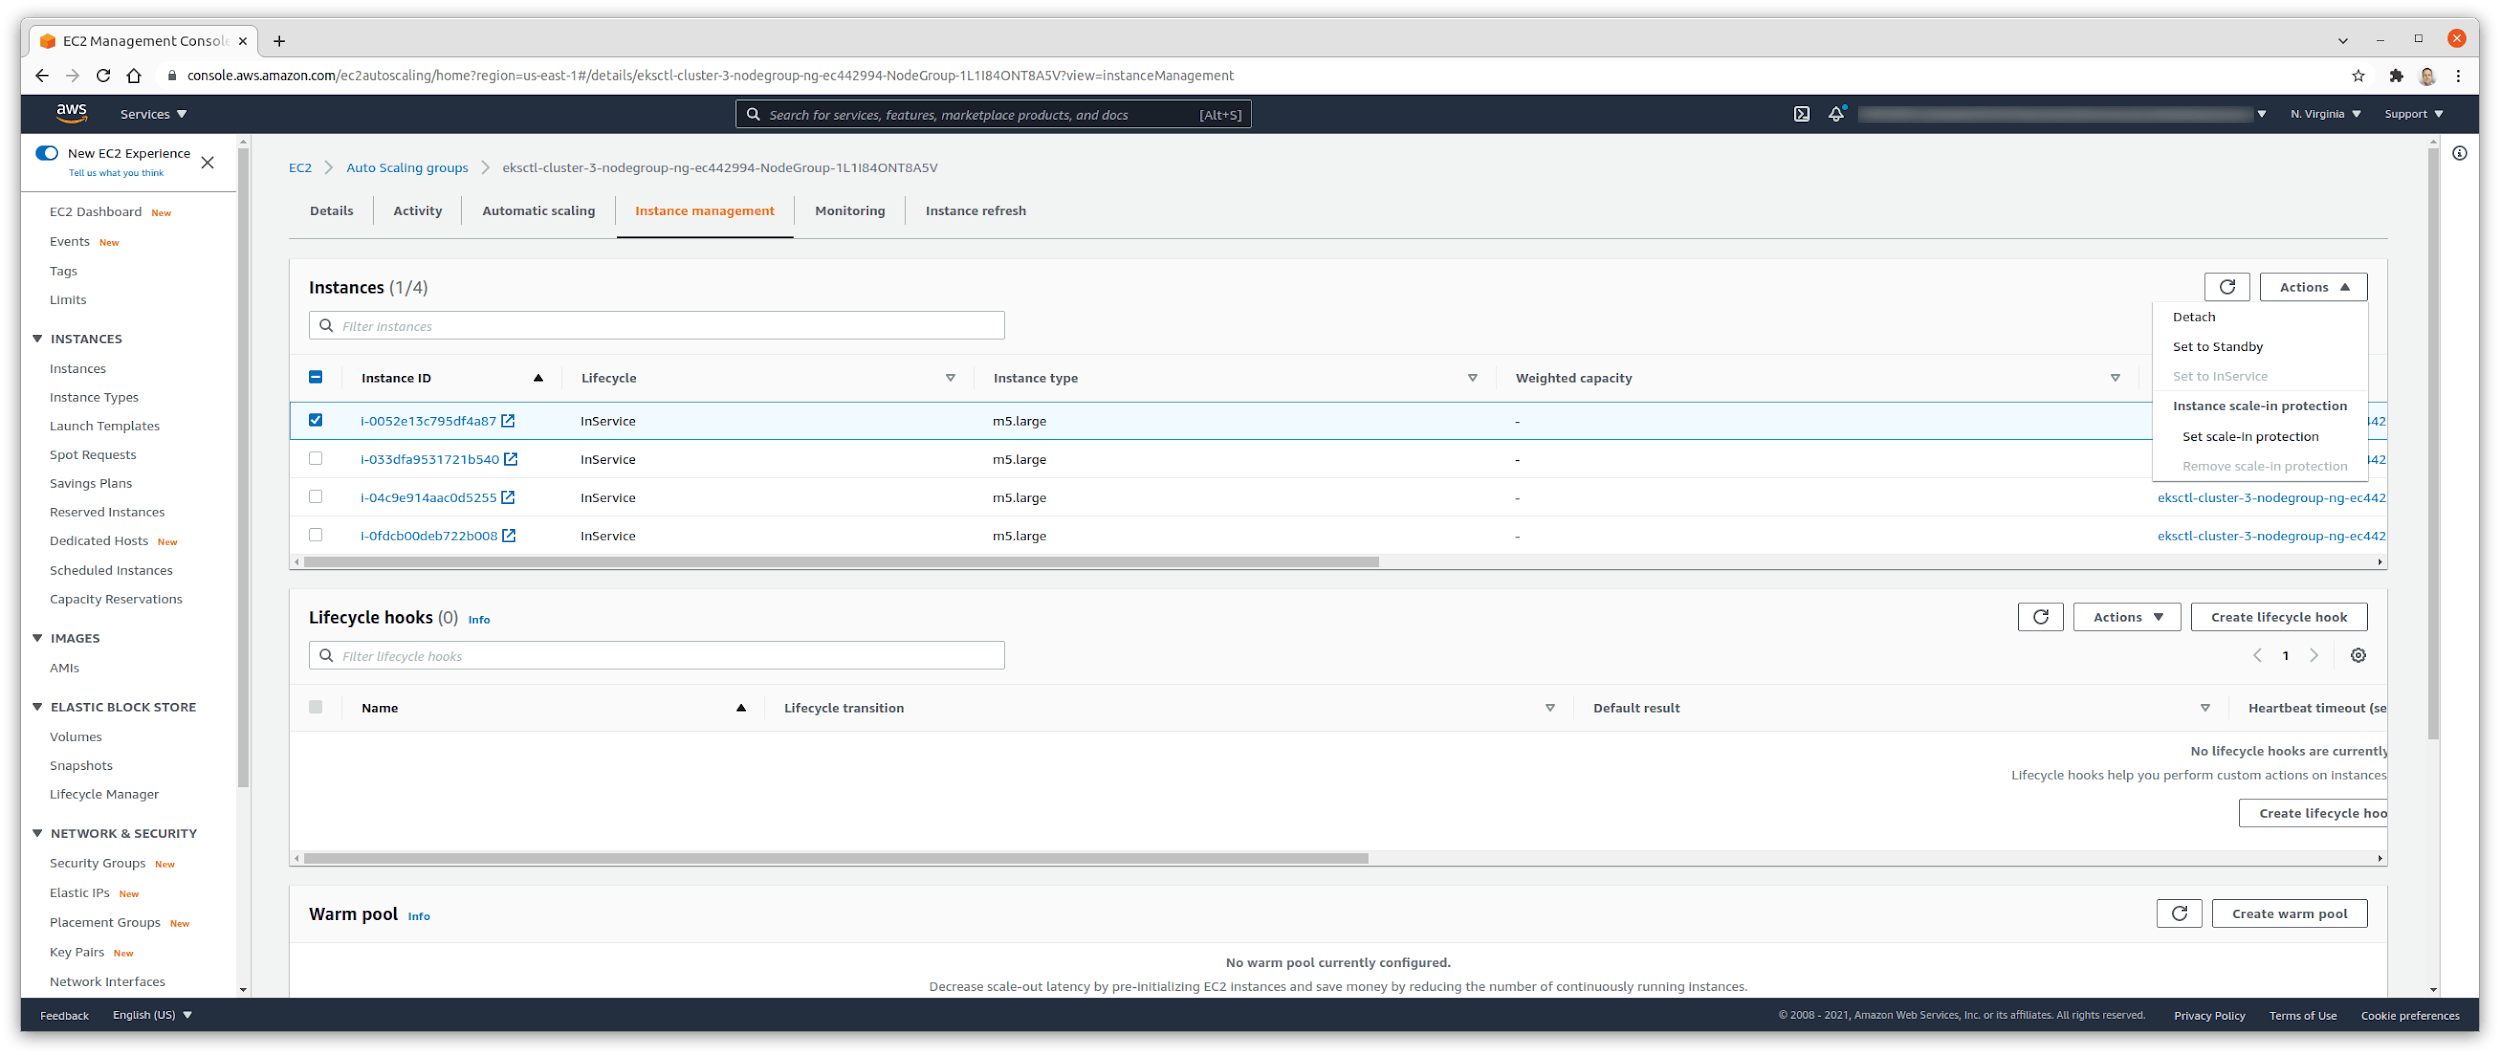 EC2 Management Consol
console.aws.amazon.com/ec2autoscaling/home?region=us-east-1#/details/eksctl-cluster-3-nodegroup-ng-ec442994-NodeGroup-1L1I84ONT8A5V?view=instanceManagement
aws Services Search for services, features, marketplace products, and docs [Alt+S] N. Virginia Support
New EC2 Experience
Tell us what you think
EC2 Dashboard New
Events New
Tags
Limits
INSTANCES
Instances
Instance Types
Launch Templates
Spot Requests
Savings Plans
Reserved Instances
Dedicated Hosts New
Scheduled Instances
Capacity Reservations
IMAGES
AMIs
ELASTIC BLOCK STORE
Volumes
Snapshots
Lifecycle Manager
NETWORK & SECURITY
Security Groups New
Elastic IPs New
Placement Groups New
Key Pairs New
Network Interfaces
EC2 Auto Scaling groups eksctl-cluster-3-nodegroup-ng-ec442994-NodeGroup-1L1I84ONT8A5V
Details Activity Automatic scaling Instance management Monitoring Instance refresh
Instances (1/4) Actions
Filter instances
Detach
Set to Standby
Set to InService
Instance scale-in protection
Set scale-in protection
Remove scale-in protection
Instance ID Lifecycle Instance type Weighted capacity
i-0052e13c795df4a87 InService m5.large - 442
i-033dfa9531721b540 InService m5.large - 442
i-04c9e914aac0d5255 InService m5.large - eksctl-cluster-3-nodegroup-ng-ec442
i-0fdcb00deb722b008 InService m5.large - eksctl-cluster-3-nodegroup-ng-ec442
Lifecycle hooks (0) Info Actions Create lifecycle hook
Filter lifecycle hooks 1
Name Lifecycle transition Default result Heartbeat timeout (se
No lifecycle hooks are currently
Lifecycle hooks help you perform custom actions on instances
Create lifecycle hoo
Warm pool Info Create warm pool
No warm pool currently configured.
Decrease scale-out latency by pre-initializing EC2 instances and save money by reducing the number of continuously running instances.
Feedback English (US) © 2008 - 2021, Amazon Web Services, Inc. or its affiliates. All rights reserved. Privacy Policy Terms of Use Cookie preferences